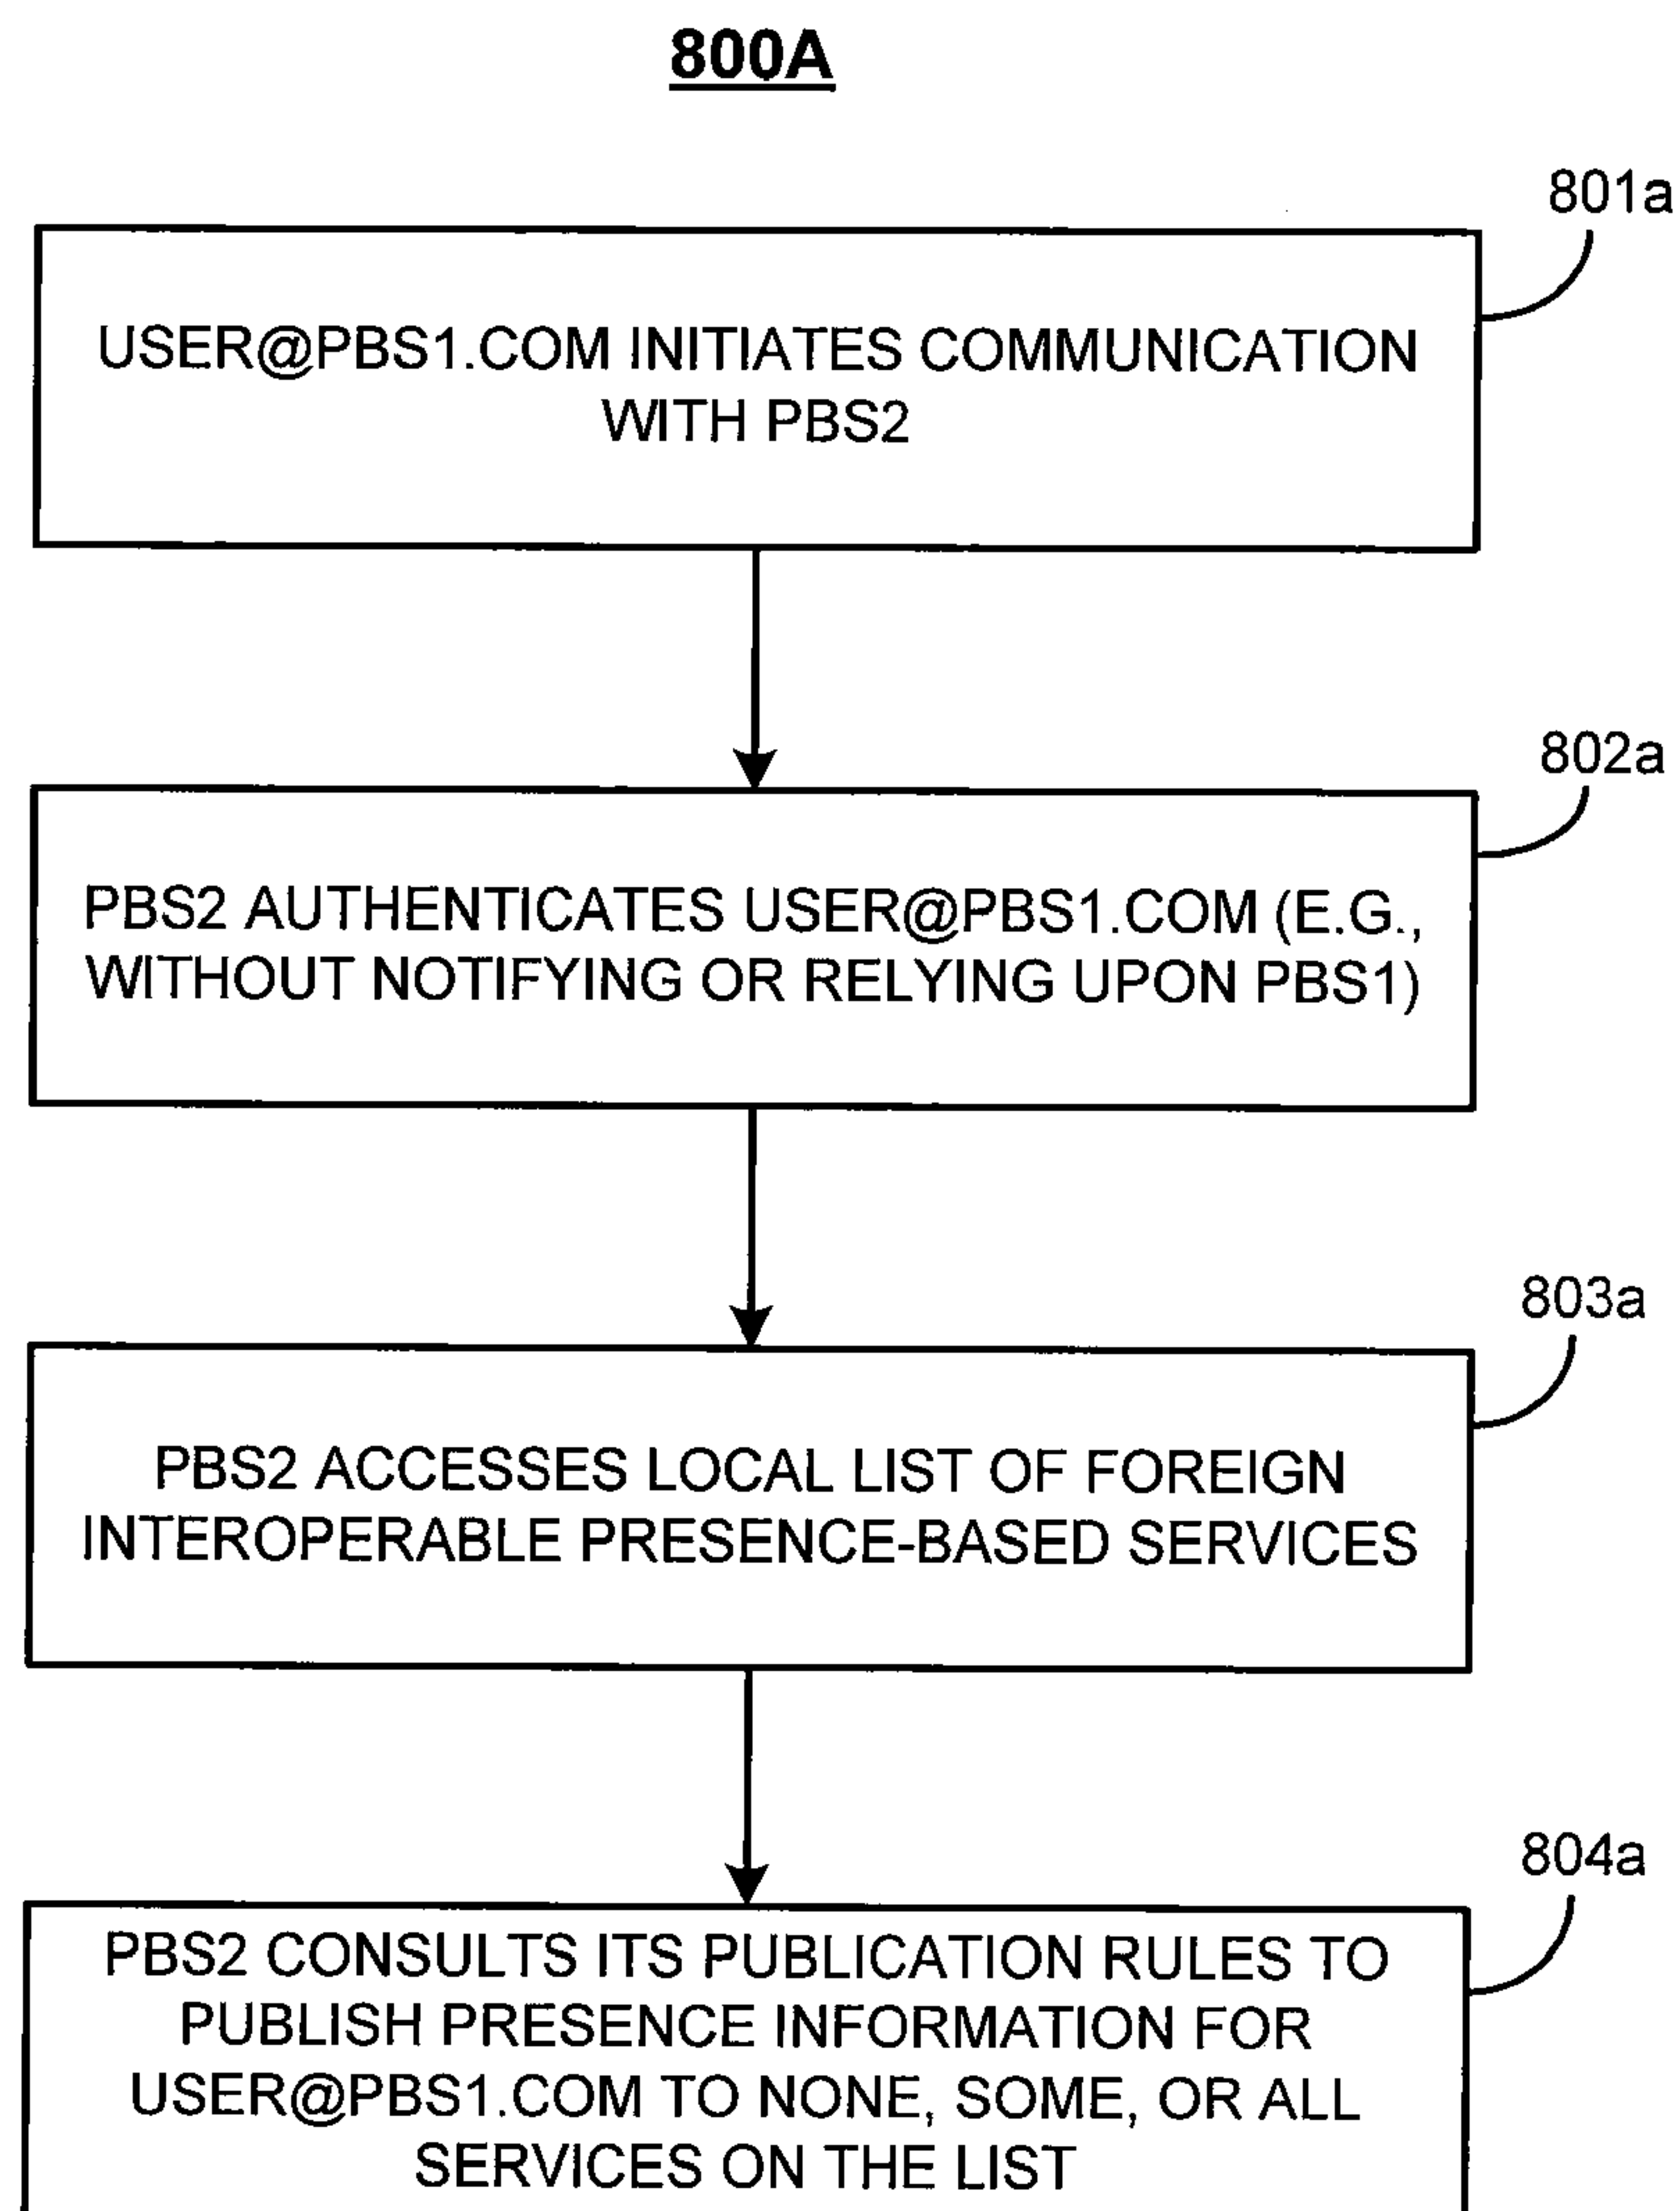 800A
801a
USER@PBS1.COM INITIATES COMMUNICATION
WITH PBS2
802a
PBS2 AUTHENTICATES USER@PBS1.COM (E.G.,
WITHOUT NOTIFYING OR RELYING UPON PBS1)
803a
PBS2 ACCESSES LOCAL LIST OF FOREIGN
INTEROPERABLE PRESENCE-BASED SERVICES
804a
PBS2 CONSULTS ITS PUBLICATION RULES TO
PUBLISH PRESENCE INFORMATION FOR
USER@PBS1.COM TO NONE, SOME, OR ALL
SERVICES ON THE LIST